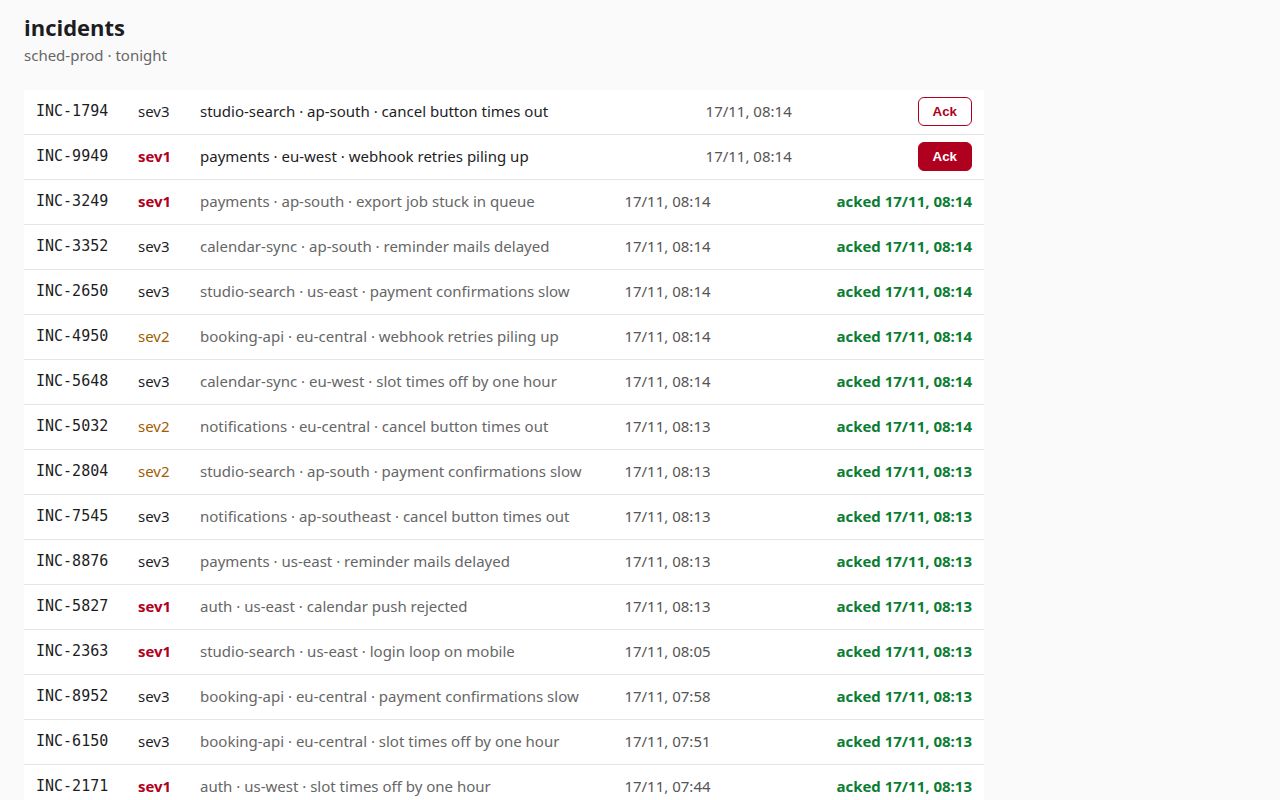 incidents
sched-prod · tonight
INC-1794 sev3 studio-search · ap-south · cancel button times out 17/11, 08:14 Ack
INC-9949 sev1 payments · eu-west · webhook retries piling up 17/11, 08:14 Ack
INC-3249 sev1 payments · ap-south · export job stuck in queue 17/11, 08:14 acked 17/11, 08:14
INC-3352 sev3 calendar-sync · ap-south · reminder mails delayed 17/11, 08:14 acked 17/11, 08:14
INC-2650 sev3 studio-search · us-east · payment confirmations slow 17/11, 08:14 acked 17/11, 08:14
INC-4950 sev2 booking-api · eu-central · webhook retries piling up 17/11, 08:14 acked 17/11, 08:14
INC-5648 sev3 calendar-sync · eu-west · slot times off by one hour 17/11, 08:14 acked 17/11, 08:14
INC-5032 sev2 notifications · eu-central · cancel button times out 17/11, 08:13 acked 17/11, 08:14
INC-2804 sev2 studio-search · ap-south · payment confirmations slow 17/11, 08:13 acked 17/11, 08:13
INC-7545 sev3 notifications · ap-southeast · cancel button times out 17/11, 08:13 acked 17/11, 08:13
INC-8876 sev3 payments · us-east · reminder mails delayed 17/11, 08:13 acked 17/11, 08:13
INC-5827 sev1 auth · us-east · calendar push rejected 17/11, 08:13 acked 17/11, 08:13
INC-2363 sev1 studio-search · us-east · login loop on mobile 17/11, 08:05 acked 17/11, 08:13
INC-8952 sev3 booking-api · eu-central · payment confirmations slow 17/11, 07:58 acked 17/11, 08:13
INC-6150 sev3 booking-api · eu-central · slot times off by one hour 17/11, 07:51 acked 17/11, 08:13
INC-2171 sev1 auth · us-west · slot times off by one hour 17/11, 07:44 acked 17/11, 08:13